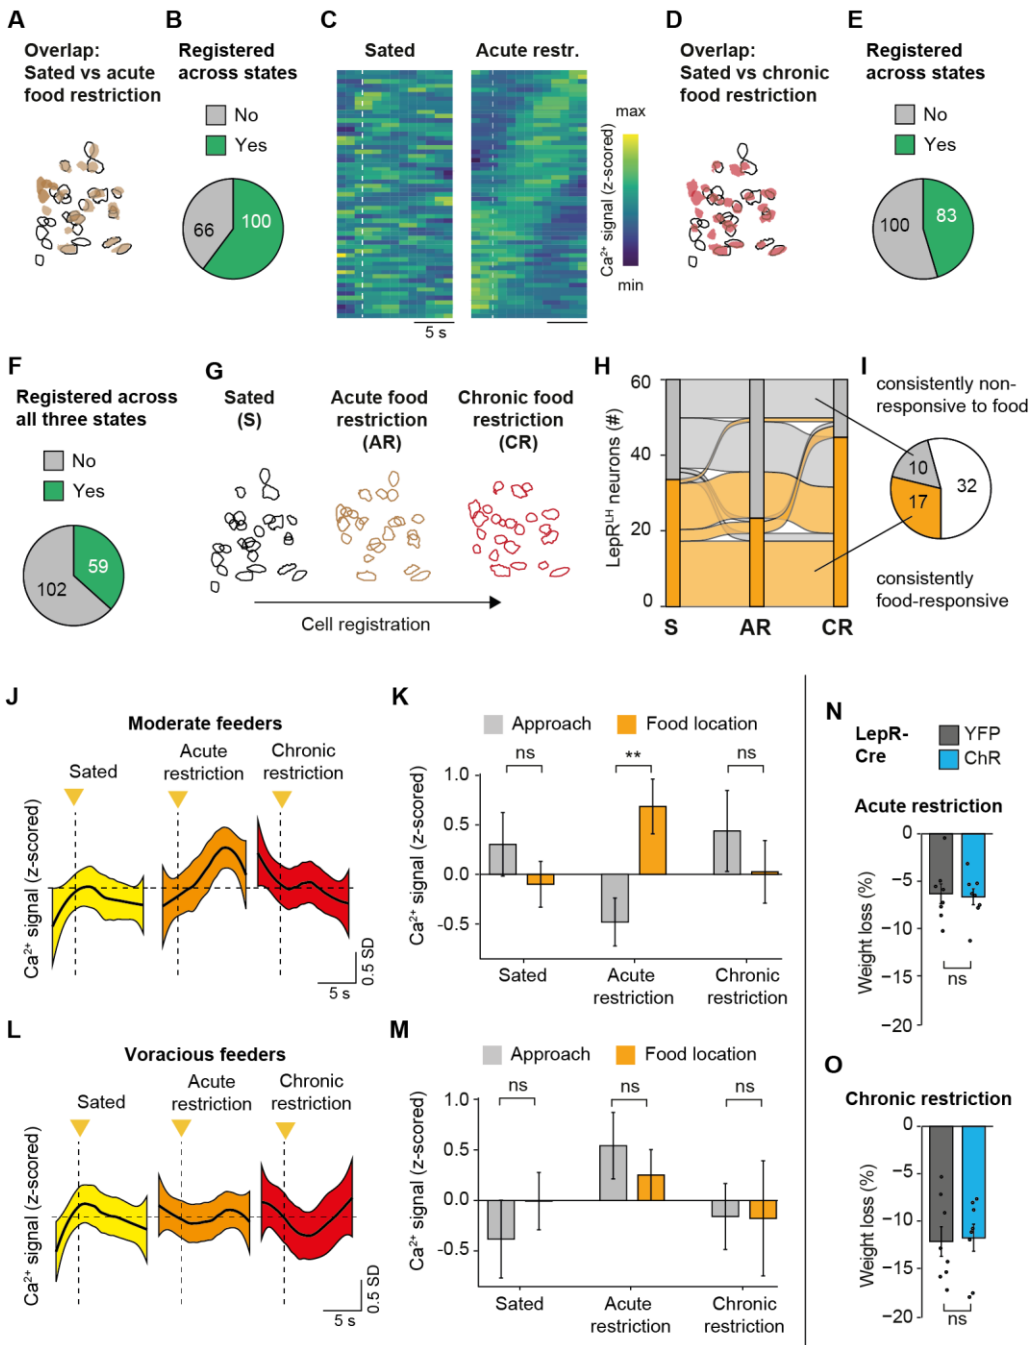 A
Overlap:
Sated vs acute
food restriction
B
Registered
across states
No
Yes
66
100
C
Sated
Acute restr.
5 s
max
Ca²⁺ signal (z-scored)
min
D
Overlap:
Sated vs chronic
food restriction
E
Registered
across states
No
Yes
100
83
F
Registered across
all three states
No
Yes
102
59
G
Sated
(S)
Acute food
restriction
(AR)
Chronic food
restriction
(CR)
Cell registration
H
LepRᴸᴴ neurons (#)
60
40
20
0
S
AR
CR
I
consistently non-
responsive to food
10
32
17
consistently
food-responsive
J
Moderate feeders
Sated
Acute
restriction
Chronic
restriction
Ca²⁺ signal (z-scored)
0.5 SD
5 s
K
Approach
Food location
ns
**
ns
Ca²⁺ signal (z-scored)
1.0
0.5
0.0
−0.5
Sated
Acute
restriction
Chronic
restriction
L
Voracious feeders
Sated
Acute
restriction
Chronic
restriction
Ca²⁺ signal (z-scored)
0.5 SD
5 s
M
Approach
Food location
ns
ns
ns
Ca²⁺ signal (z-scored)
1.0
0.5
0.0
−0.5
Sated
Acute
restriction
Chronic
restriction
N
LepR-
Cre
YFP
ChR
Acute restriction
Weight loss (%)
0
−5
−10
−15
−20
ns
O
Chronic restriction
Weight loss (%)
0
−5
−10
−15
−20
ns